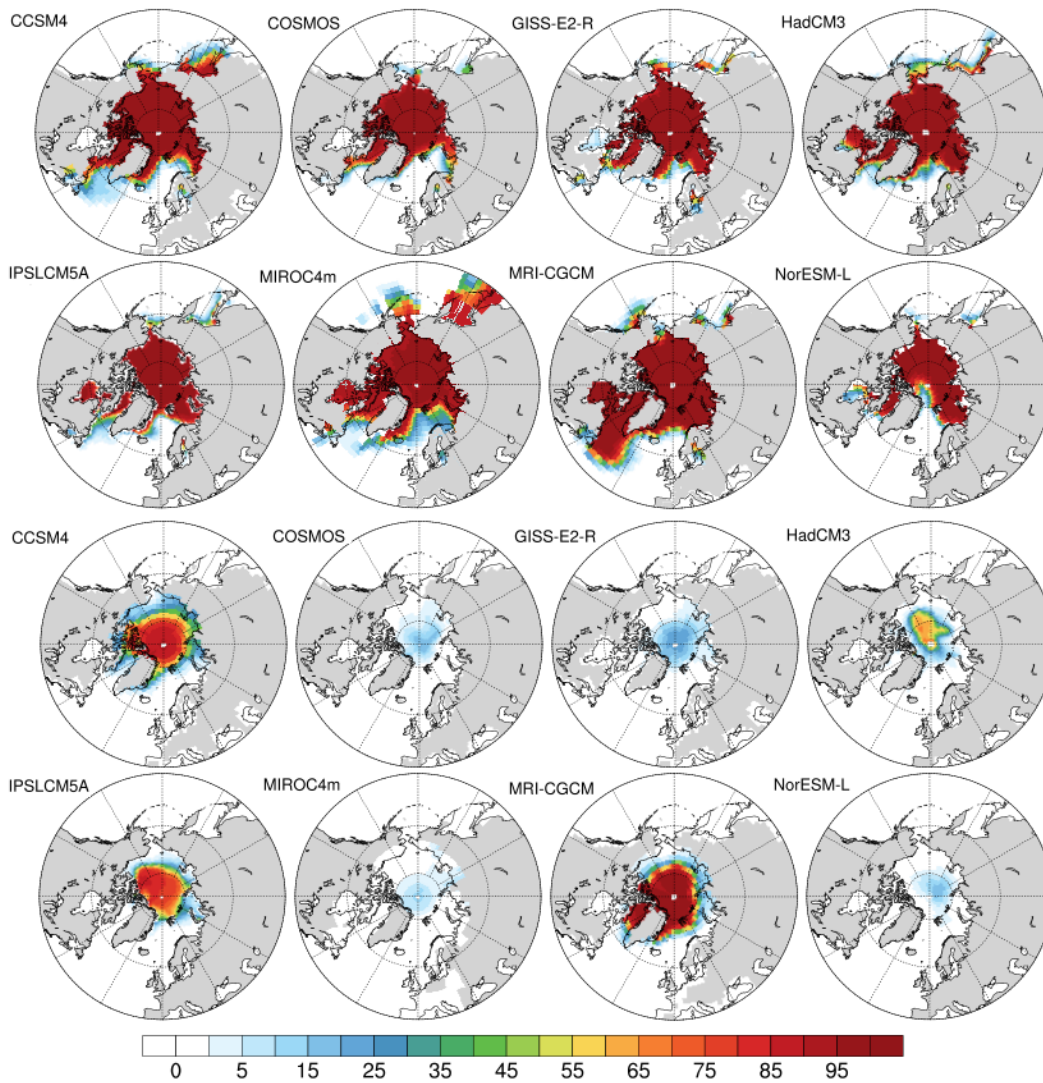 CCSM4 COSMOS GISS-E2-R HadCM3
IPSLCM5A MIROC4m MRI-CGCM NorESM-L
CCSM4 COSMOS GISS-E2-R HadCM3
IPSLCM5A MIROC4m MRI-CGCM NorESM-L
0 5 15 25 35 45 55 65 75 85 95